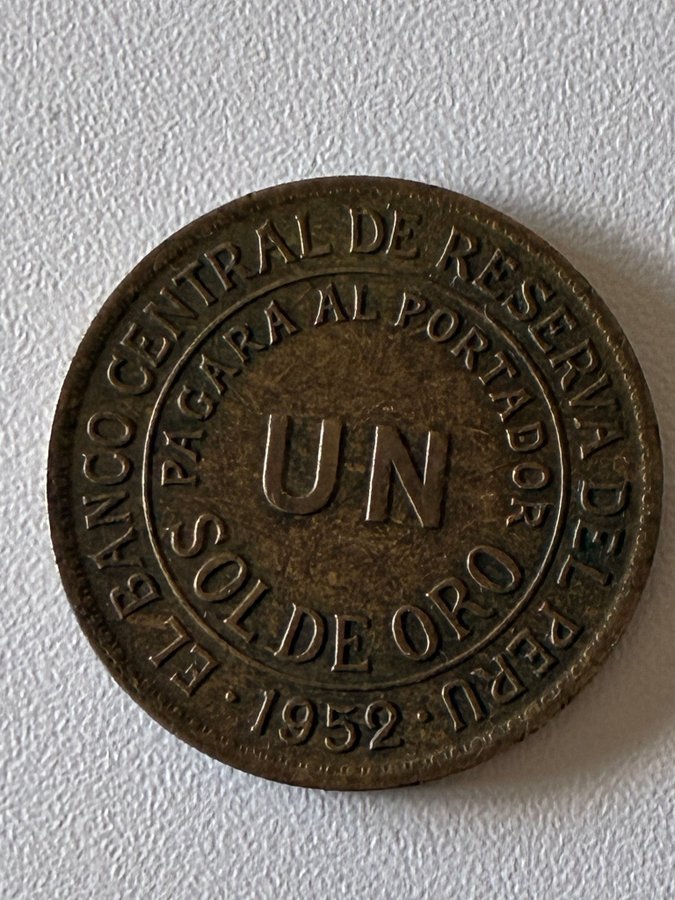 EL BANCO CENTRAL DE RESERVA DEL PERU
PAGARA AL PORTADOR
UN
SOL DE ORO
· 1952 ·